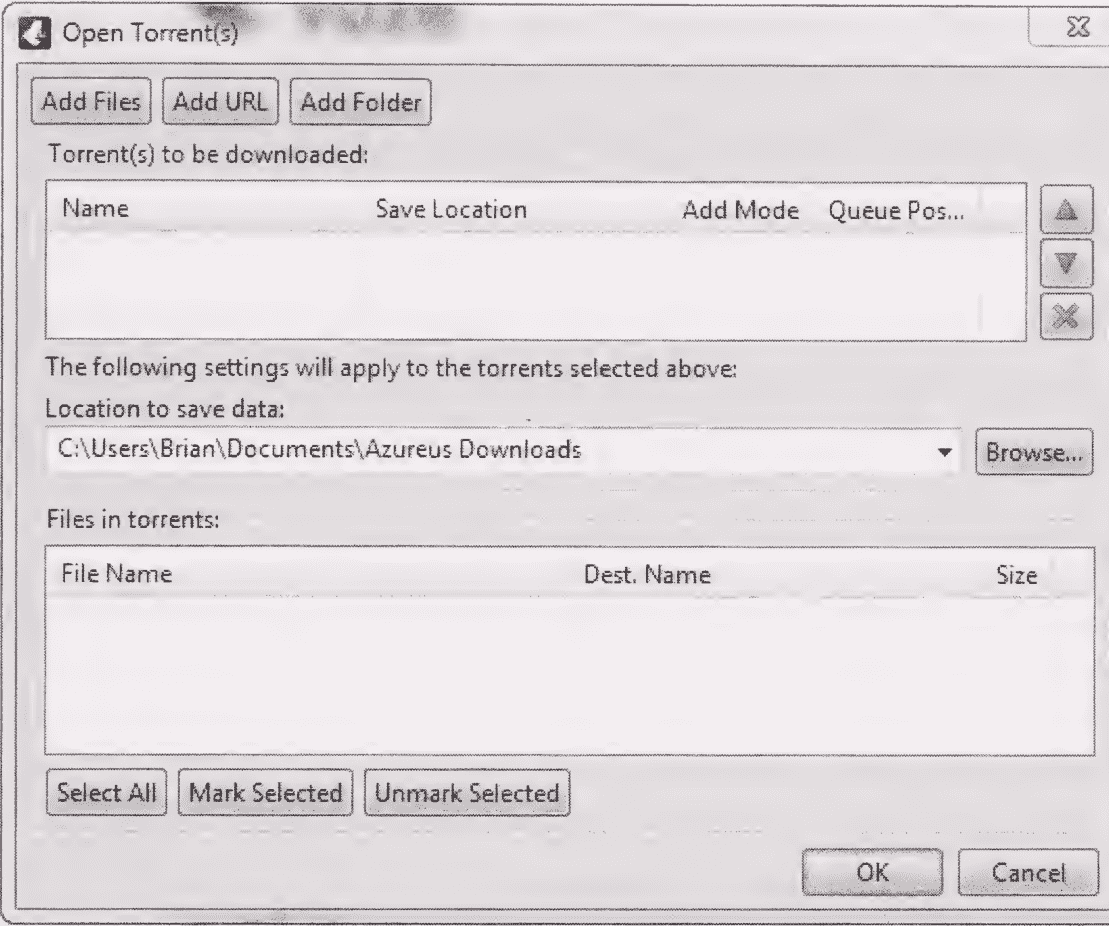 Open Torrent(s)
Add Files Add URL Add Folder
Torrent(s) to be downloaded:
Name Save Location Add Mode Queue Pos...
The following settings will apply to the torrents selected above:
Location to save data:
C:\Users\Brian\Documents\Azureus Downloads Browse...
Files in torrents:
File Name Dest. Name Size
Select All Mark Selected Unmark Selected
OK Cancel